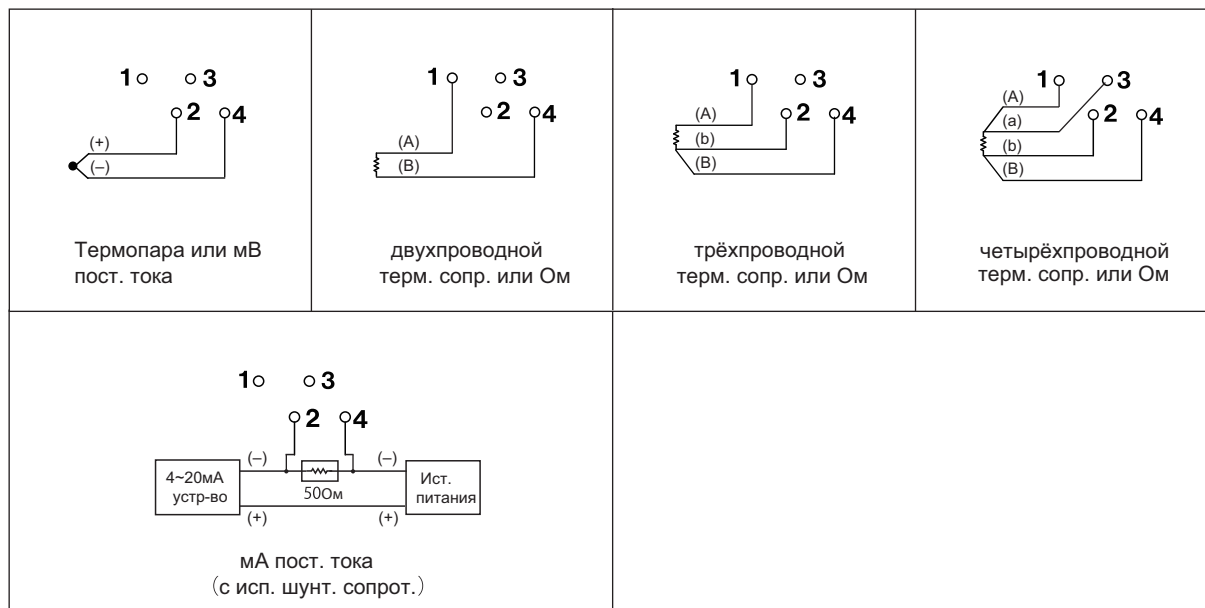 1 3
2 4
(+)
(–)
Термопара или мВ
пост. тока
1 3
2 4
(A)
(B)
двухпроводной
терм. сопр. или Ом
1 3
(A)
2 4
(b)
(B)
трёхпроводной
терм. сопр. или Ом
1 3
(A)
2 4
(a)
(b)
(B)
четырёхпроводной
терм. сопр. или Ом
1 3
2 4
(–) (–)
4~20мА
устр-во
50Ом
Ист.
питания
(+) (+)
мА пост. тока
(с исп. шунт. сопрот.)